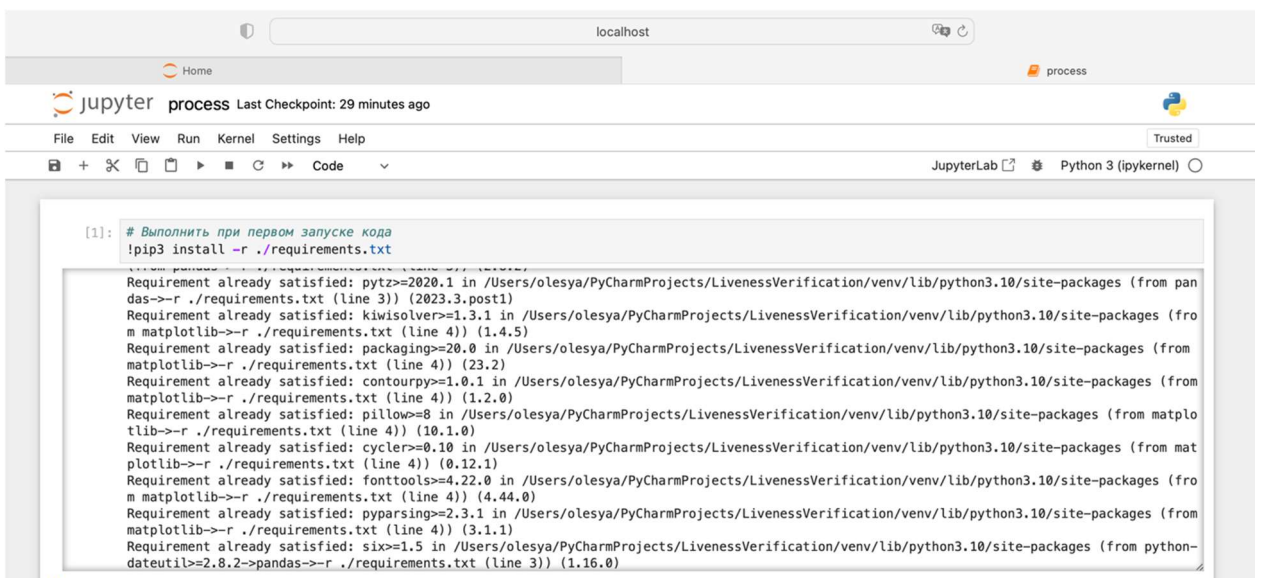 localhost
Home
process
jupyter process Last Checkpoint: 29 minutes ago
File Edit View Run Kernel Settings Help
Trusted
Code
JupyterLab
Python 3 (ipykernel)
[1]: # Выполнить при первом запуске кода
!pip3 install -r ./requirements.txt
(from pandas->-r ./requirements.txt (line 3)) (2.8.2)
Requirement already satisfied: pytz>=2020.1 in /Users/olesya/PyCharmProjects/LivenessVerification/venv/lib/python3.10/site-packages (from pan
das->-r ./requirements.txt (line 3)) (2023.3.post1)
Requirement already satisfied: kiwisolver>=1.3.1 in /Users/olesya/PyCharmProjects/LivenessVerification/venv/lib/python3.10/site-packages (fro
m matplotlib->-r ./requirements.txt (line 4)) (1.4.5)
Requirement already satisfied: packaging>=20.0 in /Users/olesya/PyCharmProjects/LivenessVerification/venv/lib/python3.10/site-packages (from
matplotlib->-r ./requirements.txt (line 4)) (23.2)
Requirement already satisfied: contourpy>=1.0.1 in /Users/olesya/PyCharmProjects/LivenessVerification/venv/lib/python3.10/site-packages (from
matplotlib->-r ./requirements.txt (line 4)) (1.2.0)
Requirement already satisfied: pillow>=8 in /Users/olesya/PyCharmProjects/LivenessVerification/venv/lib/python3.10/site-packages (from matplo
tlib->-r ./requirements.txt (line 4)) (10.1.0)
Requirement already satisfied: cycler>=0.10 in /Users/olesya/PyCharmProjects/LivenessVerification/venv/lib/python3.10/site-packages (from mat
plotlib->-r ./requirements.txt (line 4)) (0.12.1)
Requirement already satisfied: fonttools>=4.22.0 in /Users/olesya/PyCharmProjects/LivenessVerification/venv/lib/python3.10/site-packages (fro
m matplotlib->-r ./requirements.txt (line 4)) (4.44.0)
Requirement already satisfied: pyparsing>=2.3.1 in /Users/olesya/PyCharmProjects/LivenessVerification/venv/lib/python3.10/site-packages (from
matplotlib->-r ./requirements.txt (line 4)) (3.1.1)
Requirement already satisfied: six>=1.5 in /Users/olesya/PyCharmProjects/LivenessVerification/venv/lib/python3.10/site-packages (from python-
dateutil>=2.8.2->pandas->-r ./requirements.txt (line 3)) (1.16.0)